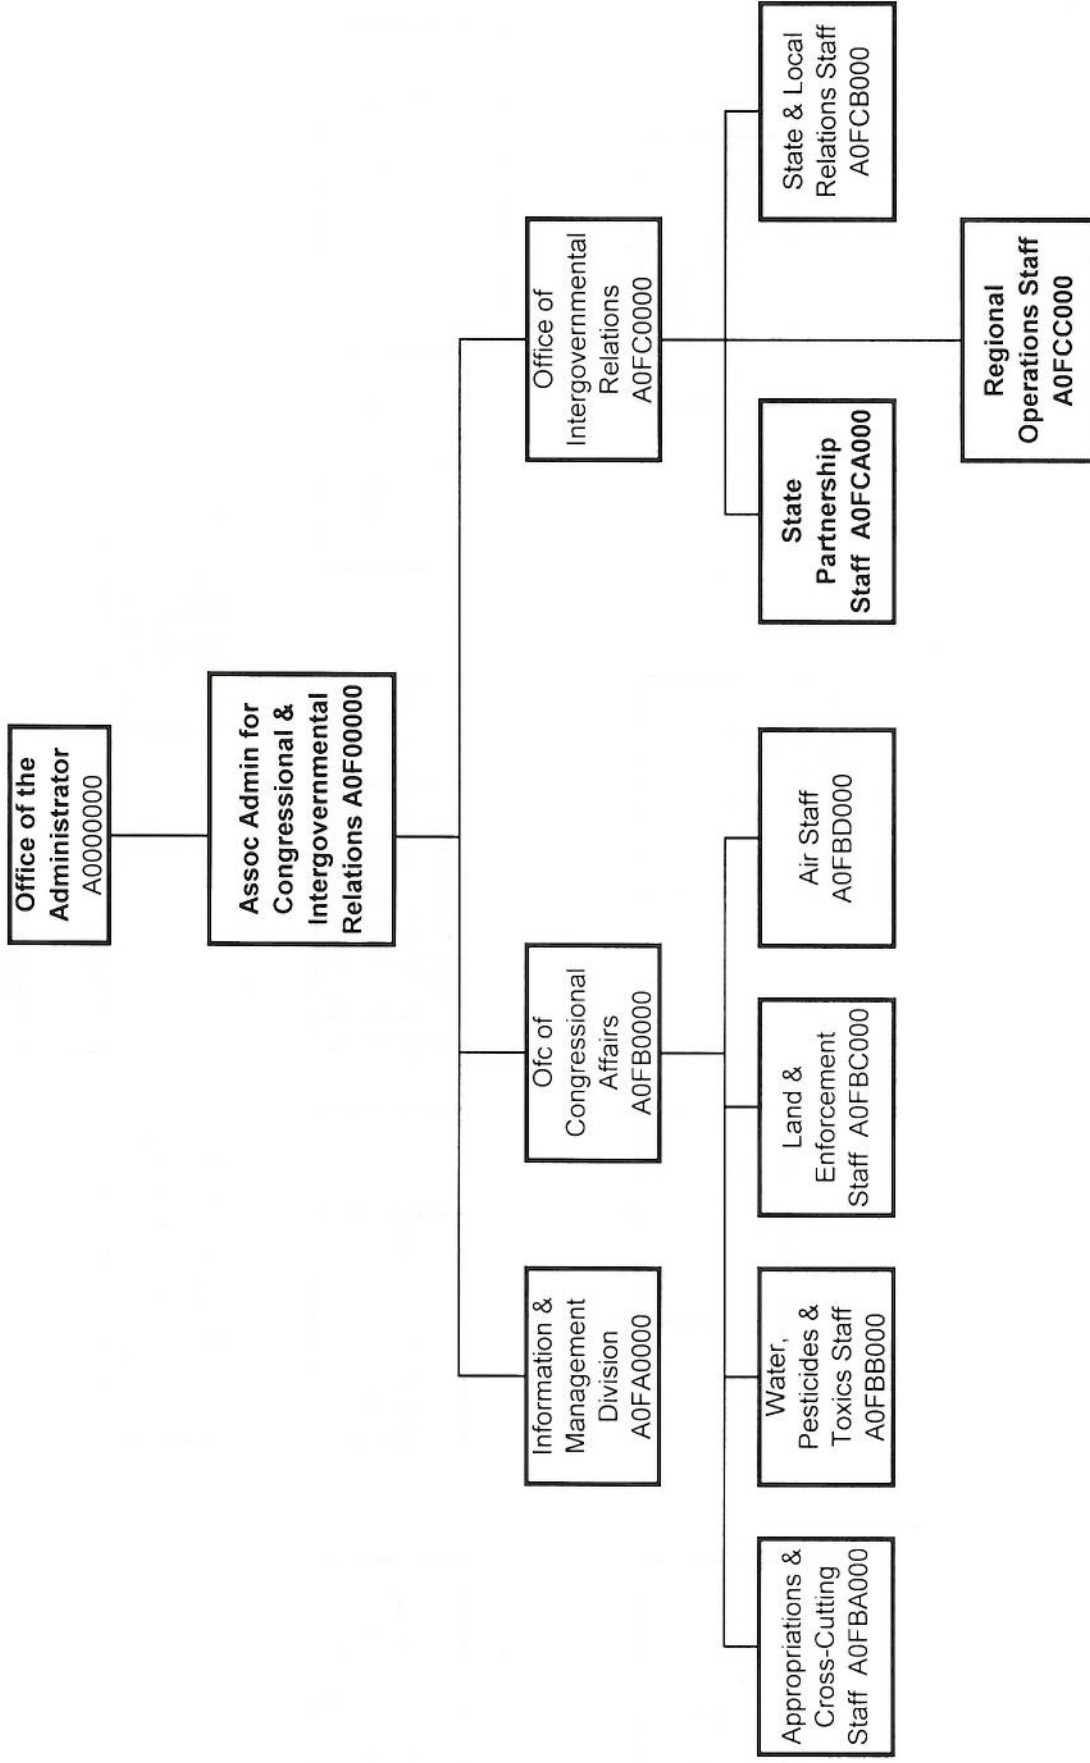 Office of the
Administrator
A0000000
Assoc Admin for
Congressional &
Intergovernmental
Relations A0F00000
Information &
Management
Division
A0FA0000
Ofc of
Congressional
Affairs
A0FB0000
Office of
Intergovernmental
Relations
A0FC0000
Appropriations &
Cross-Cutting
Staff A0FBA000
Water,
Pesticides &
Toxics Staff
A0FBB000
Land &
Enforcement
Staff A0FBC000
Air Staff
A0FBD000
State
Partnership
Staff A0FCA000
State & Local
Relations Staff
A0FCB000
Regional
Operations Staff
A0FCC000